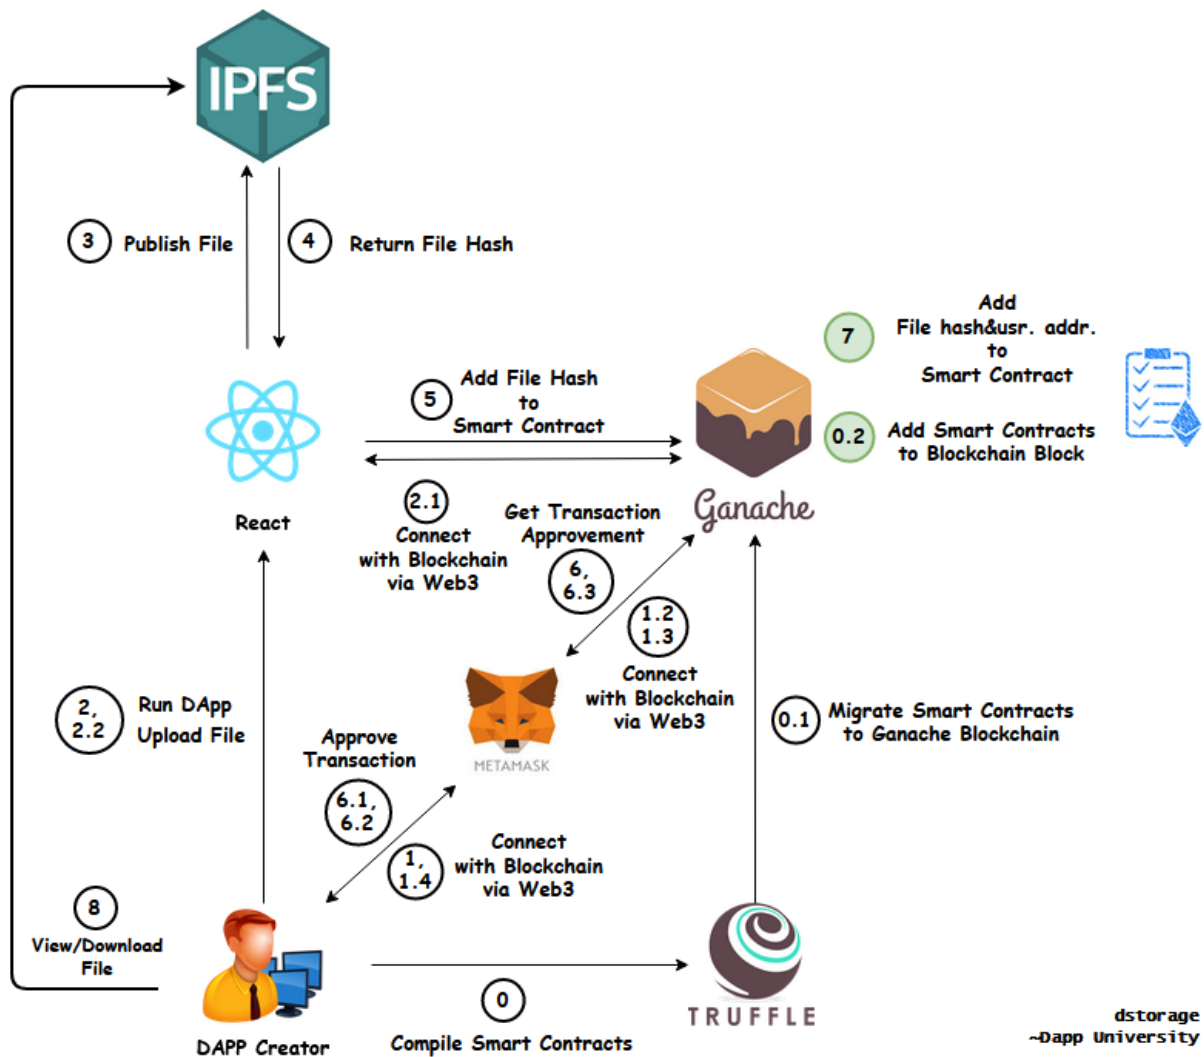 IPFS
3
Publish File
4
Return File Hash
7
Add
File hash&usr. addr.
to
Smart Contract
5
Add File Hash
to
Smart Contract
0.2
Add Smart Contracts
to Blockchain Block
React
2.1
Connect
with Blockchain
via Web3
Ganache
Get Transaction
Approvement
6,
6.3
1.2
1.3
Connect
with Blockchain
via Web3
2,
2.2
Run DApp
Upload File
METAMASK
0.1
Migrate Smart Contracts
to Ganache Blockchain
Approve
Transaction
6.1,
6.2
1,
1.4
Connect
with Blockchain
via Web3
8
View/Download
File
DAPP Creator
0
Compile Smart Contracts
TRUFFLE
dstorage
~Dapp University